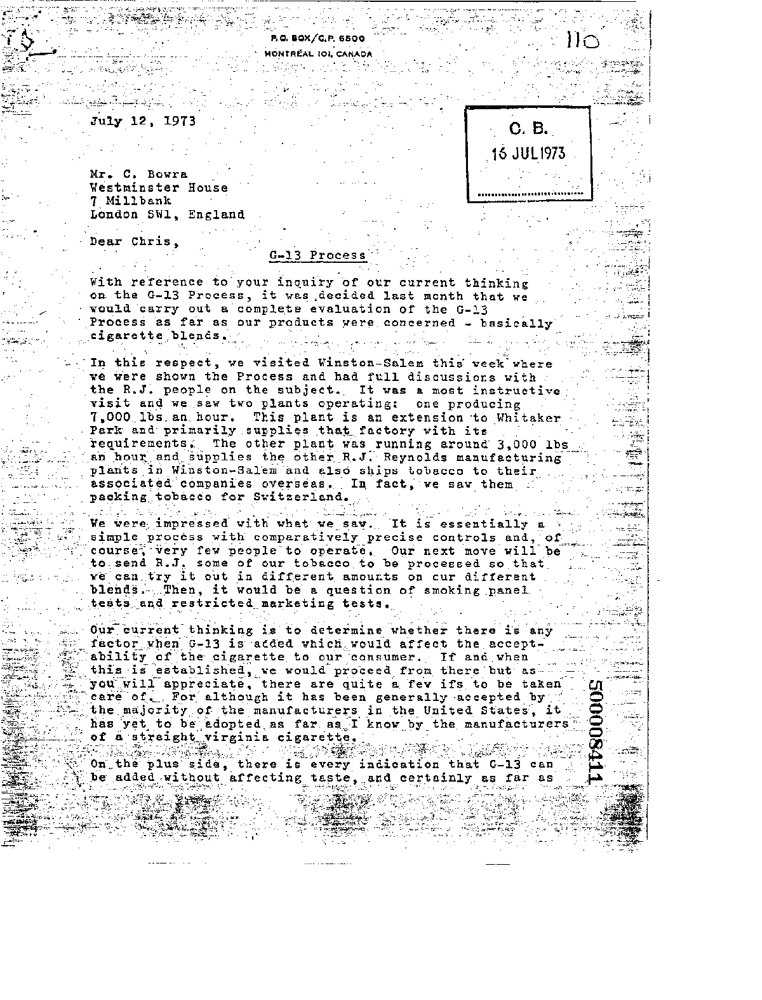 P.O. BOX/C.P. 6500
110
MONTREAL 101, CANADA
July 12, 1973
C. B.
16 JUL 1973
Mr. C. Bowra
Westminster House
7 Millbank
London SW1, England
Dear Chris,
G-13 Process
With reference to your inquiry of our current thinking
on the G-13 Process, it was decided last month that we
would carry out a complete evaluation of the G-13
Process as far as our products were concerned - basically
cigarette blends.
In this respect, we visited Winston-Salem this week where
we were shown the Process and had full discussions with
the R.J. people on the subject. It was a most instructive
visit and we saw two plants operating: one producing
7,000 lbs an hour. This plant is an extension to Whitaker
Park and primarily supplies that factory with its
requirements. The other plant was running around 3,000 lbs
an hour and supplies the other R.J. Reynolds manufacturing
plants in Winston-Salem and also ships tobacco to their
associated companies overseas. In fact, we saw them
packing tobacco for Switzerland.
We were impressed with what we saw. It is essentially a
simple process with comparatively precise controls and, of
course, very few people to operate. Our next move will be
to send R.J. some of our tobacco to be processed so that
we can try it out in different amounts on our different
blends. Then, it would be a question of smoking panel
tests and restricted marketing tests.
Our current thinking is to determine whether there is any
factor when G-13 is added which would affect the accept-
ability of the cigarette to our consumer. If and when
this is established, we would proceed from there but as
you will appreciate, there are quite a few ifs to be taken
care of. For although it has been generally accepted by
the majority of the manufacturers in the United States, it
has yet to be adopted as far as I know by the manufacturers
of a straight virginia cigarette.
On the plus side, there is every indication that G-13 can
be added without affecting taste, and certainly as far as
500008411